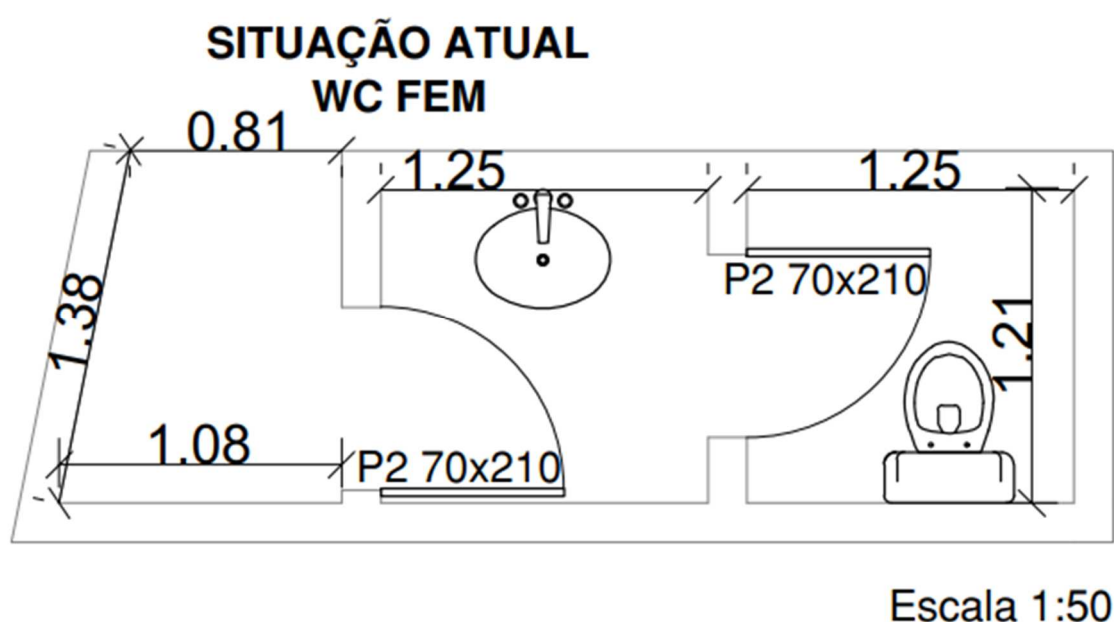 SITUAÇÃO ATUAL
WC FEM
0.81
1.25
1.25
P2 70x210
1.38
1.21
1.08
P2 70x210
Escala 1:50